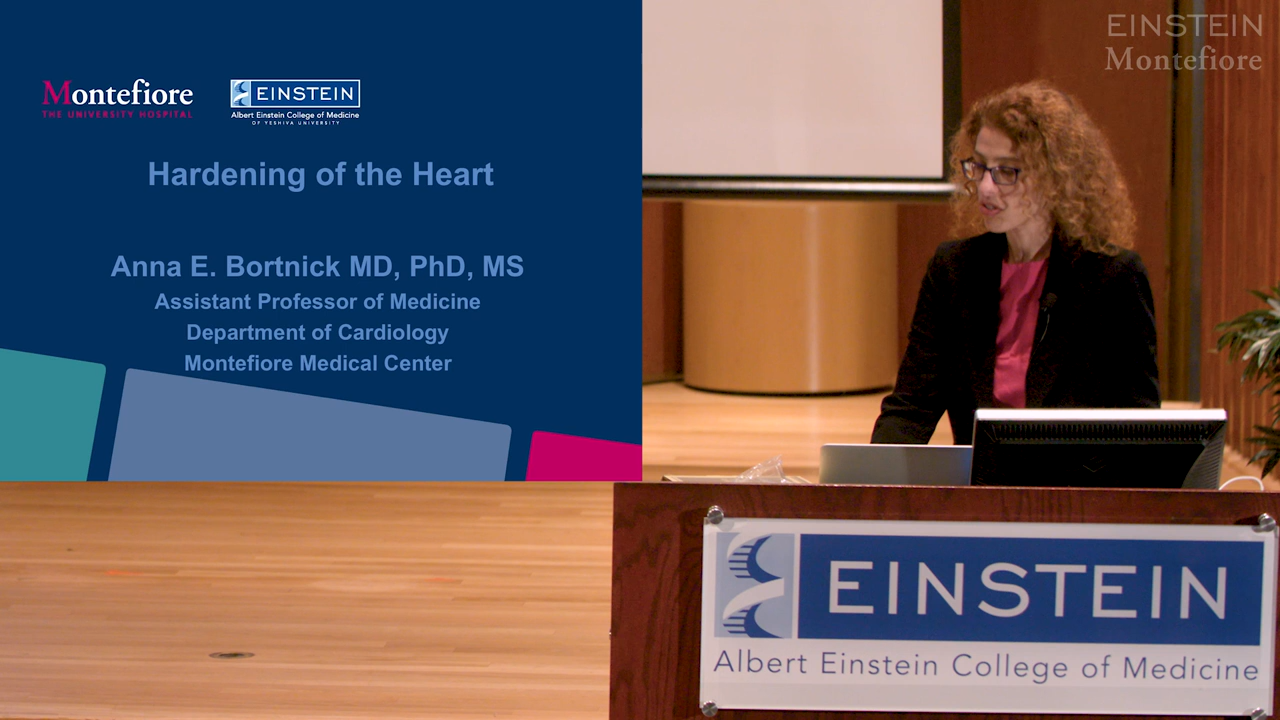 Montefiore
THE UNIVERSITY HOSPITAL
EINSTEIN
Albert Einstein College of Medicine
OF YESHIVA UNIVERSITY
Hardening of the Heart
Anna E. Bortnick MD, PhD, MS
Assistant Professor of Medicine
Department of Cardiology
Montefiore Medical Center
EINSTEIN
Montefiore
EINSTEIN
Albert Einstein College of Medicine